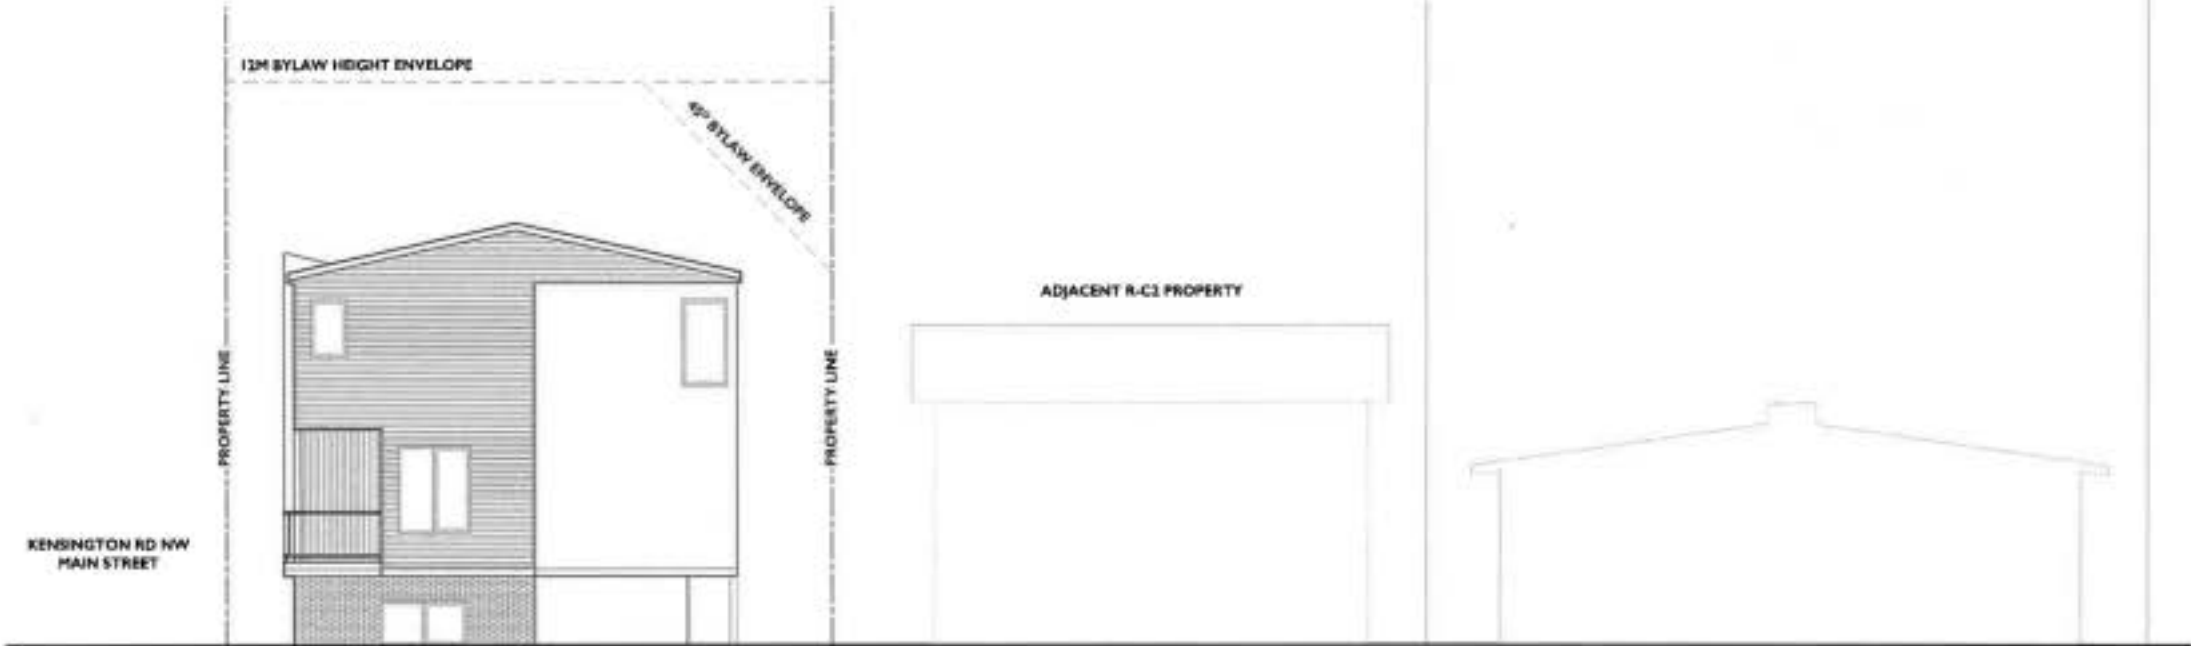 12M BYLAW HEIGHT ENVELOPE
45° BYLAW ENVELOPE
ADJACENT R-C2 PROPERTY
PROPERTY LINE
PROPERTY LINE
KENSINGTON RD NW
MAIN STREET